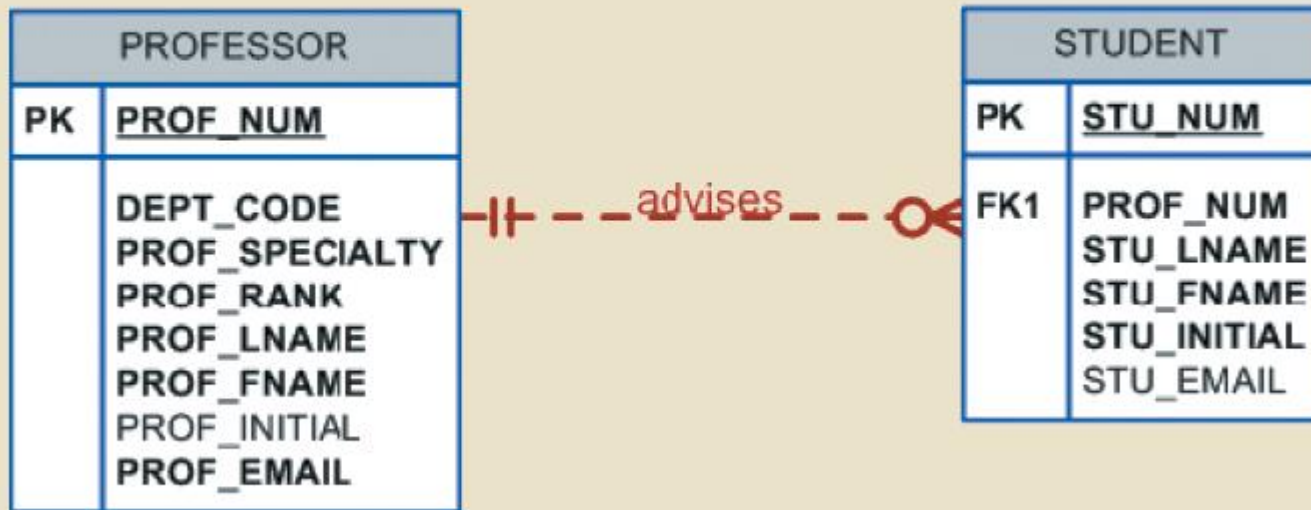 PROFESSOR
PK PROF_NUM
DEPT_CODE
PROF_SPECIALTY
PROF_RANK
PROF_LNAME
PROF_FNAME
PROF_INITIAL
PROF_EMAIL
advises
STUDENT
PK STU_NUM
FK1 PROF_NUM
STU_LNAME
STU_FNAME
STU_INITIAL
STU_EMAIL